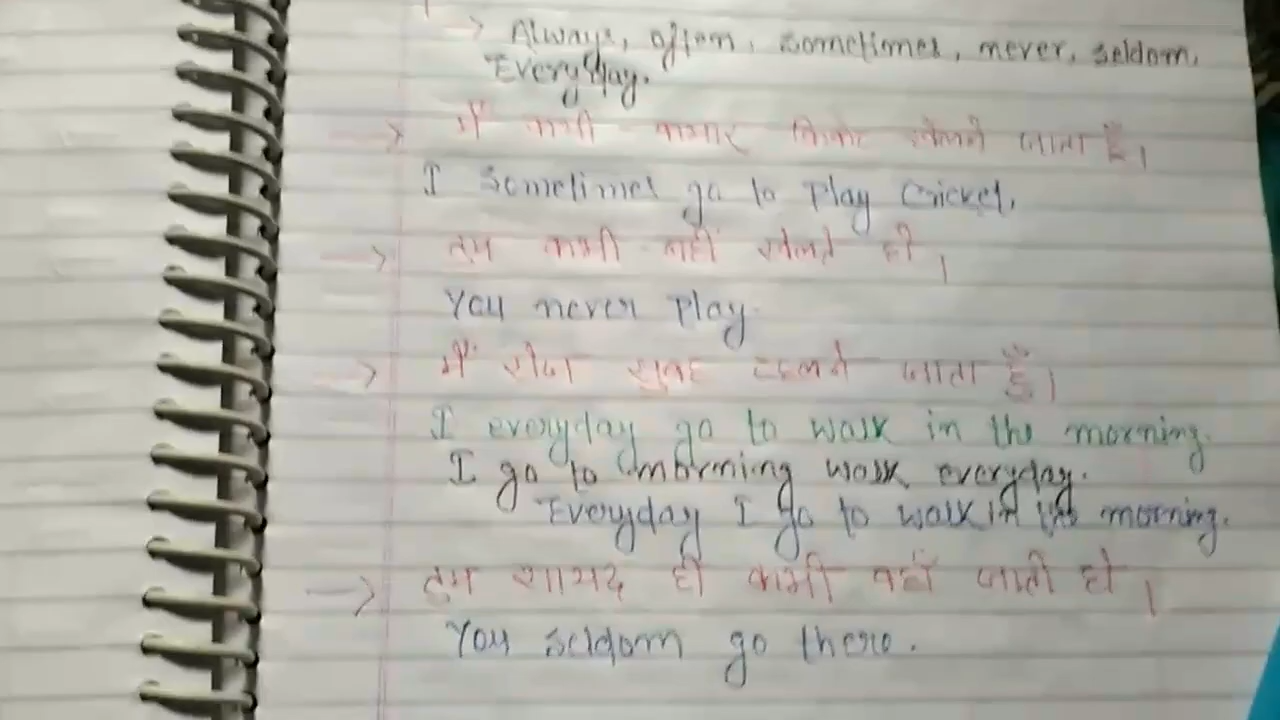 → Always, often, sometimes, never, seldom,
Everyday.
→ मैं कभी कभार क्रिकेट खेलने जाता हूँ।
I sometimes go to Play Cricket.
→ तुम कभी नहीं खेलते हो।
You never Play.
→ मैं रोज सुबह टहलने जाता हूँ।
I everyday go to walk in the morning.
I go to morning walk everyday.
Everyday I go to walk in the morning.
→ तुम शायद ही कभी वहाँ जाती हो।
You seldom go there.